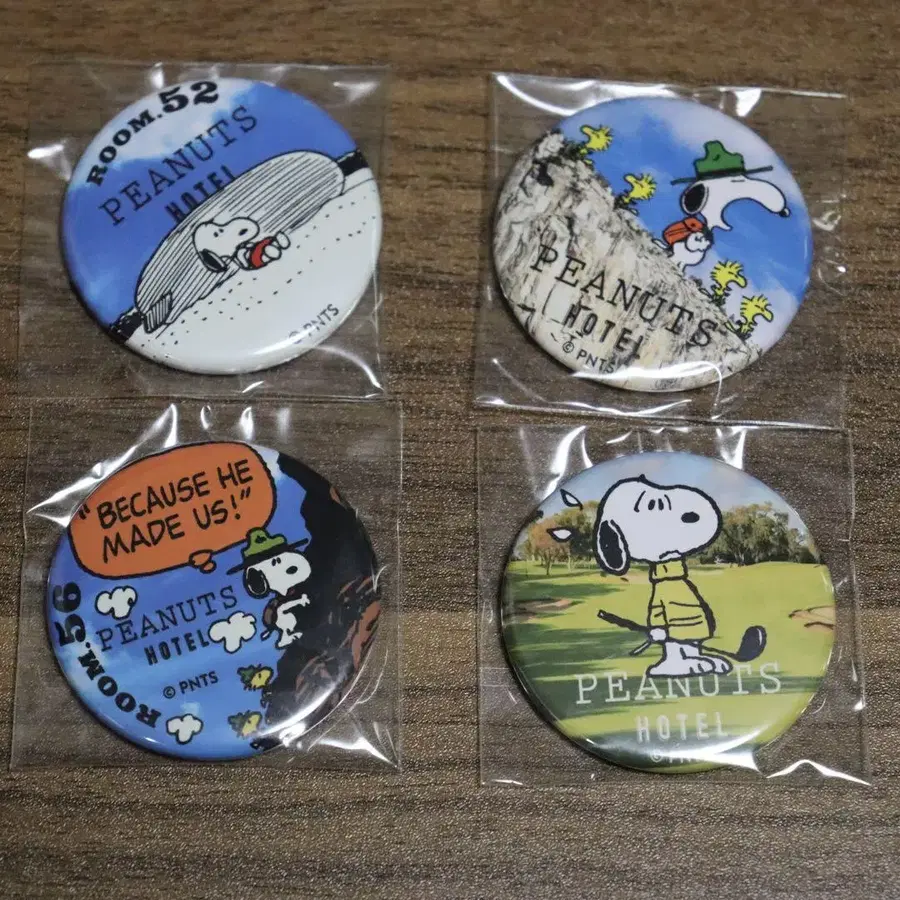 ROOM.52
PEANUTS
HOTEL
© PNTS
PEANUTS
HOTEL
© PNTS
"BECAUSE HE
MADE US!"
ROOM.56
PEANUTS
HOTEL
© PNTS
PEANUTS
HOTEL